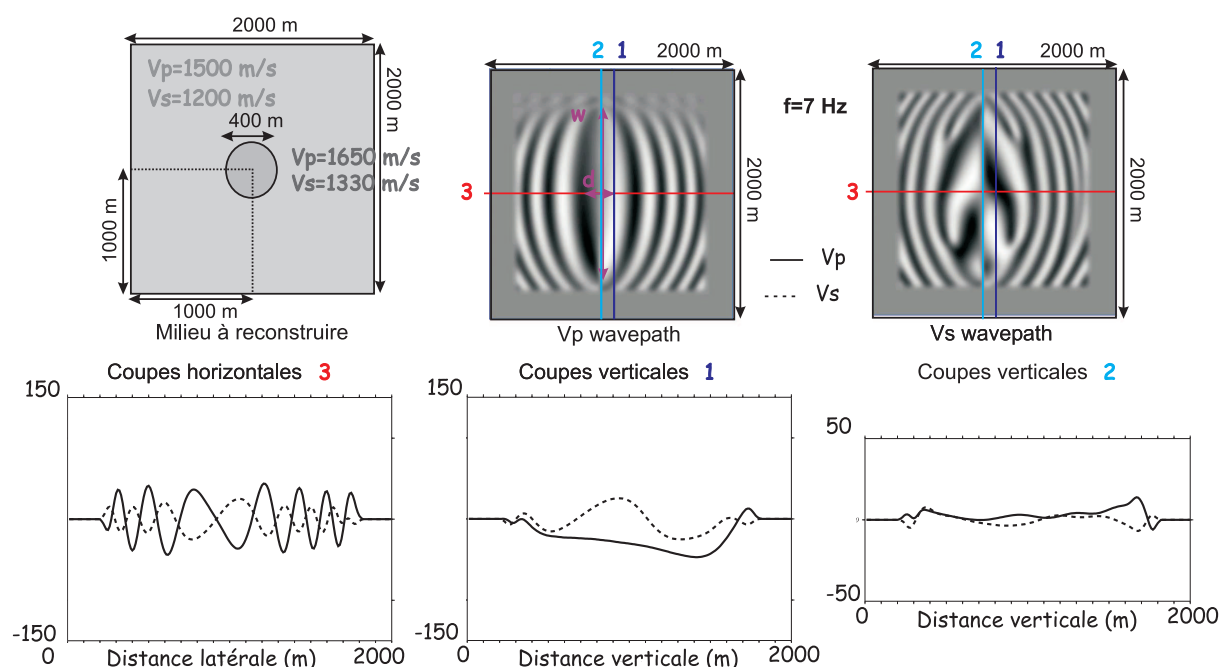 2000 m
Vp=1500 m/s
Vs=1200 m/s
400 m
Vp=1650 m/s
Vs=1330 m/s
2000 m
1000 m
1000 m
Milieu à reconstruire
2 1
2000 m
w
d
3
2000 m
Vp wavepath
f=7 Hz
Vp
Vs
2 1
2000 m
3
2000 m
Vs wavepath
Coupes horizontales 3
150
-150
0 Distance latérale (m) 2000
Coupes verticales 1
150
-150
0 Distance verticale (m) 2000
Coupes verticales 2
50
-50
0 Distance verticale (m) 2000